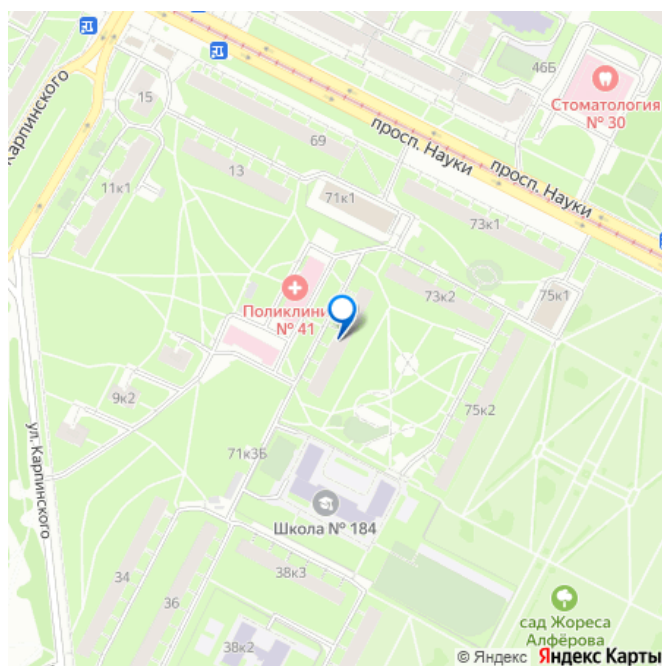 46Б
Стоматология
№ 30
Карпинского
15
69
просп. Науки
просп. Науки
13
11к1
71к1
73к1
Поликлини
№ 41
73к2
75к1
9к2
75к2
71к3Б
ул. Карпинского
Школа № 184
34
36
38к3
38к2
сад Жореса
Алфёрова
© Яндекс Яндекс Карты